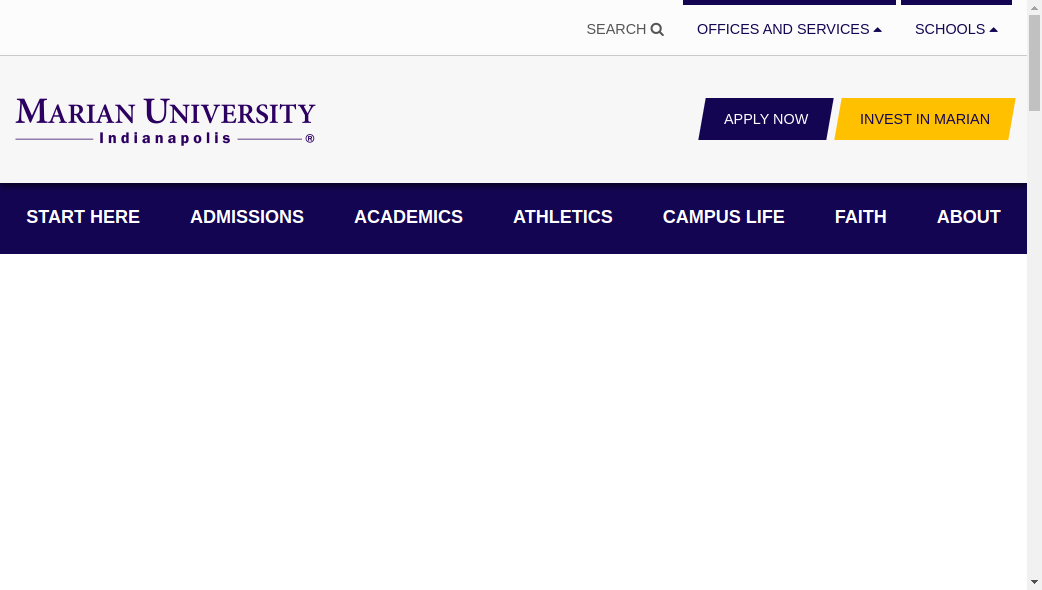 SEARCH
OFFICES AND SERVICES
SCHOOLS
MARIAN UNIVERSITY
Indianapolis ®
APPLY NOW
INVEST IN MARIAN
START HERE
ADMISSIONS
ACADEMICS
ATHLETICS
CAMPUS LIFE
FAITH
ABOUT